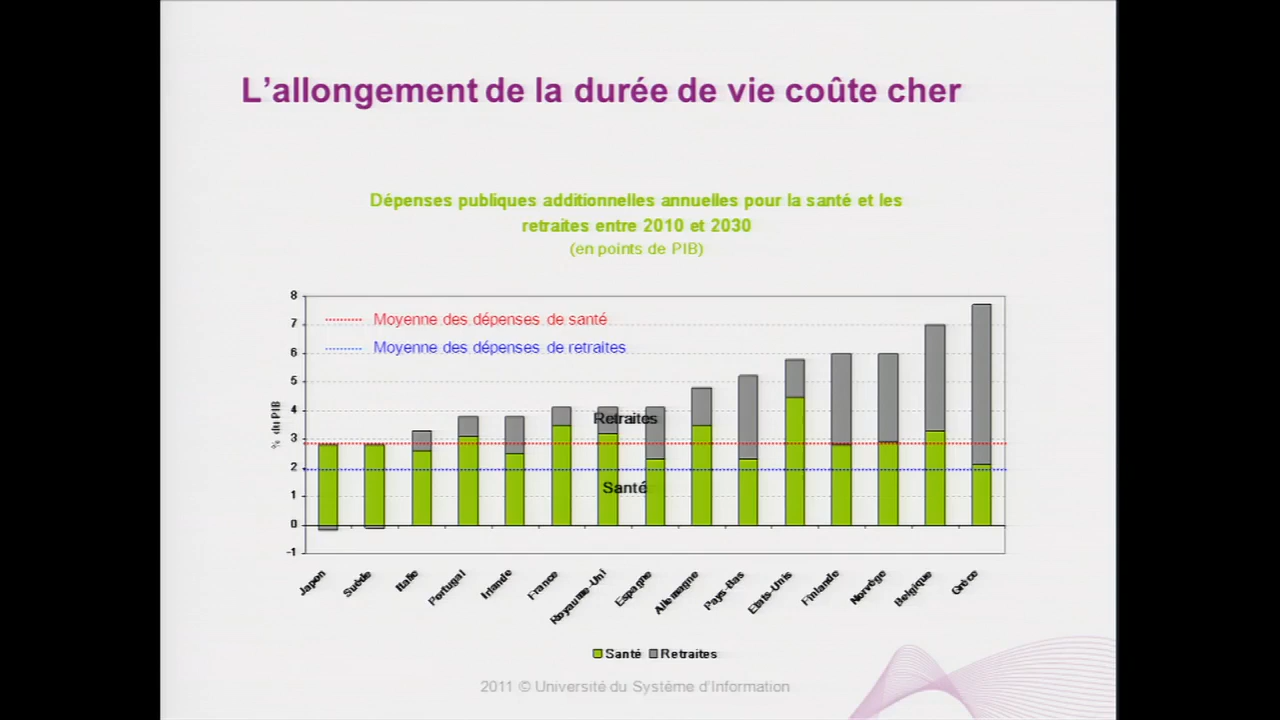 L'allongement de la durée de vie coûte cher
Dépenses publiques additionnelles annuelles pour la santé et les
retraites entre 2010 et 2030
(en points de PIB)
8
7
6
5
4
3
2
1
0
-1
% du PIB
Moyenne des dépenses de santé
Moyenne des dépenses de retraites
Retraites
Santé
Japon
Suède
Italie
Portugal
Irlande
France
Royaume-Uni
Espagne
Allemagne
Pays-Bas
Etats-Unis
Finlande
Norvège
Belgique
Grèce
Santé Retraites
2011 © Université du Système d'Information